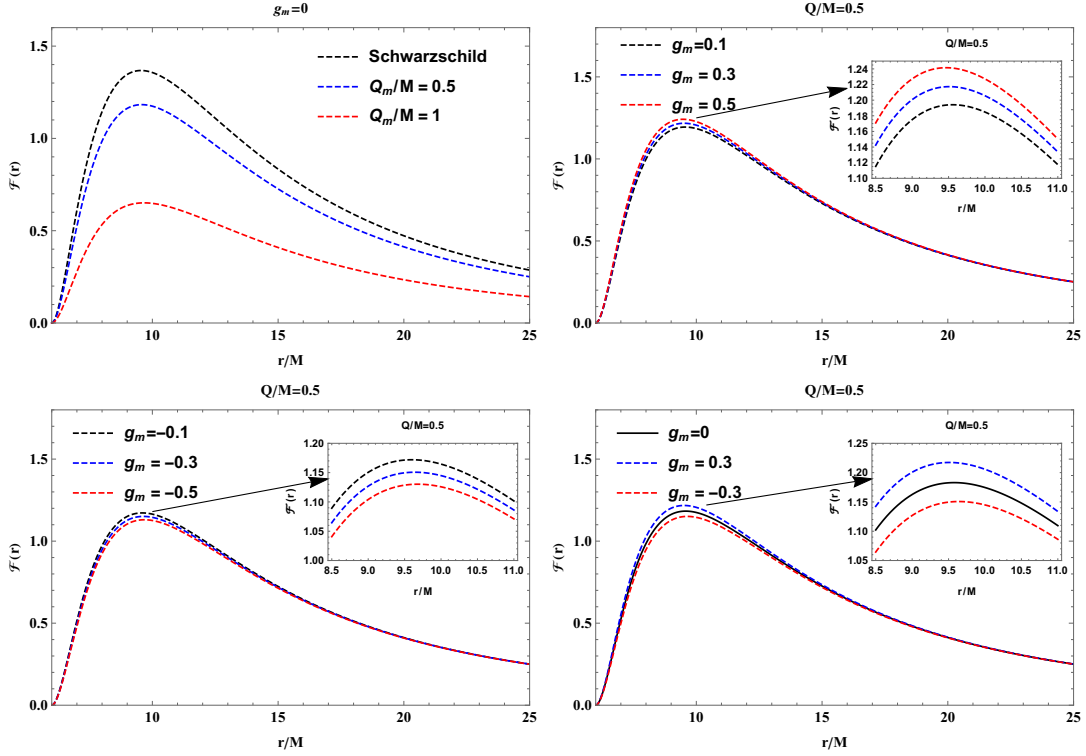 g_m=0
1.5
1.0
0.5
0.0
10
15
20
25
ℱ(r)
r/M
Schwarzschild
Q_m/M = 0.5
Q_m/M = 1
Q/M=0.5
1.5
1.0
0.5
0.0
10
15
20
25
ℱ(r)
r/M
g_m=0.1
g_m = 0.3
g_m = 0.5
Q/M=0.5
1.24
1.22
1.20
1.18
1.16
1.14
1.12
1.10
8.5
9.0
9.5
10.0
10.5
11.0
ℱ(r)
r/M
Q/M=0.5
1.5
1.0
0.5
0.0
10
15
20
25
ℱ(r)
r/M
g_m=−0.1
g_m = −0.3
g_m = −0.5
Q/M=0.5
1.20
1.15
1.10
1.05
1.00
8.5
9.0
9.5
10.0
10.5
11.0
ℱ(r)
r/M
Q/M=0.5
1.5
1.0
0.5
0.0
10
15
20
25
ℱ(r)
r/M
g_m=0
g_m = 0.3
g_m = −0.3
Q/M=0.5
1.25
1.20
1.15
1.10
1.05
8.5
9.0
9.5
10.0
10.5
11.0
ℱ(r)
r/M